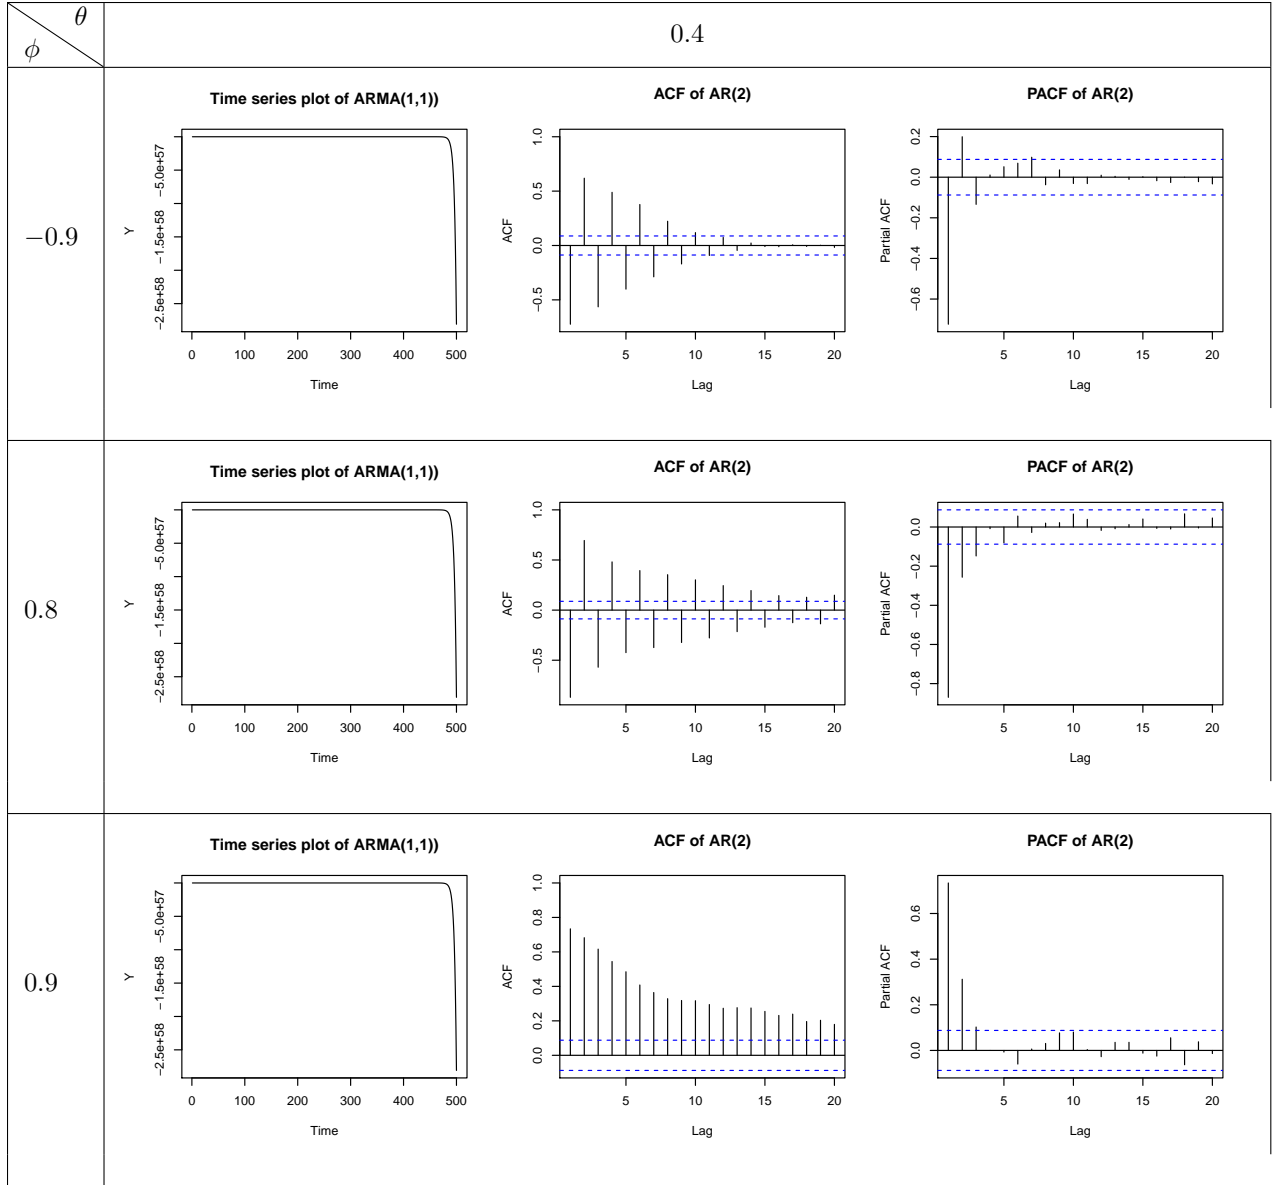 θ
φ
0.4
−0.9
Time series plot of ARMA(1,1))
Y
−2.5e+58 −1.5e+58 −5.0e+57
0 100 200 300 400 500
Time
ACF of AR(2)
ACF
−0.5 0.0 0.5 1.0
5 10 15 20
Lag
PACF of AR(2)
Partial ACF
−0.6 −0.4 −0.2 0.0 0.2
5 10 15 20
Lag
0.8
Time series plot of ARMA(1,1))
Y
−2.5e+58 −1.5e+58 −5.0e+57
0 100 200 300 400 500
Time
ACF of AR(2)
ACF
−0.5 0.0 0.5 1.0
5 10 15 20
Lag
PACF of AR(2)
Partial ACF
−0.8 −0.6 −0.4 −0.2 0.0
5 10 15 20
Lag
0.9
Time series plot of ARMA(1,1))
Y
−2.5e+58 −1.5e+58 −5.0e+57
0 100 200 300 400 500
Time
ACF of AR(2)
ACF
0.0 0.2 0.4 0.6 0.8 1.0
5 10 15 20
Lag
PACF of AR(2)
Partial ACF
0.0 0.2 0.4 0.6
5 10 15 20
Lag